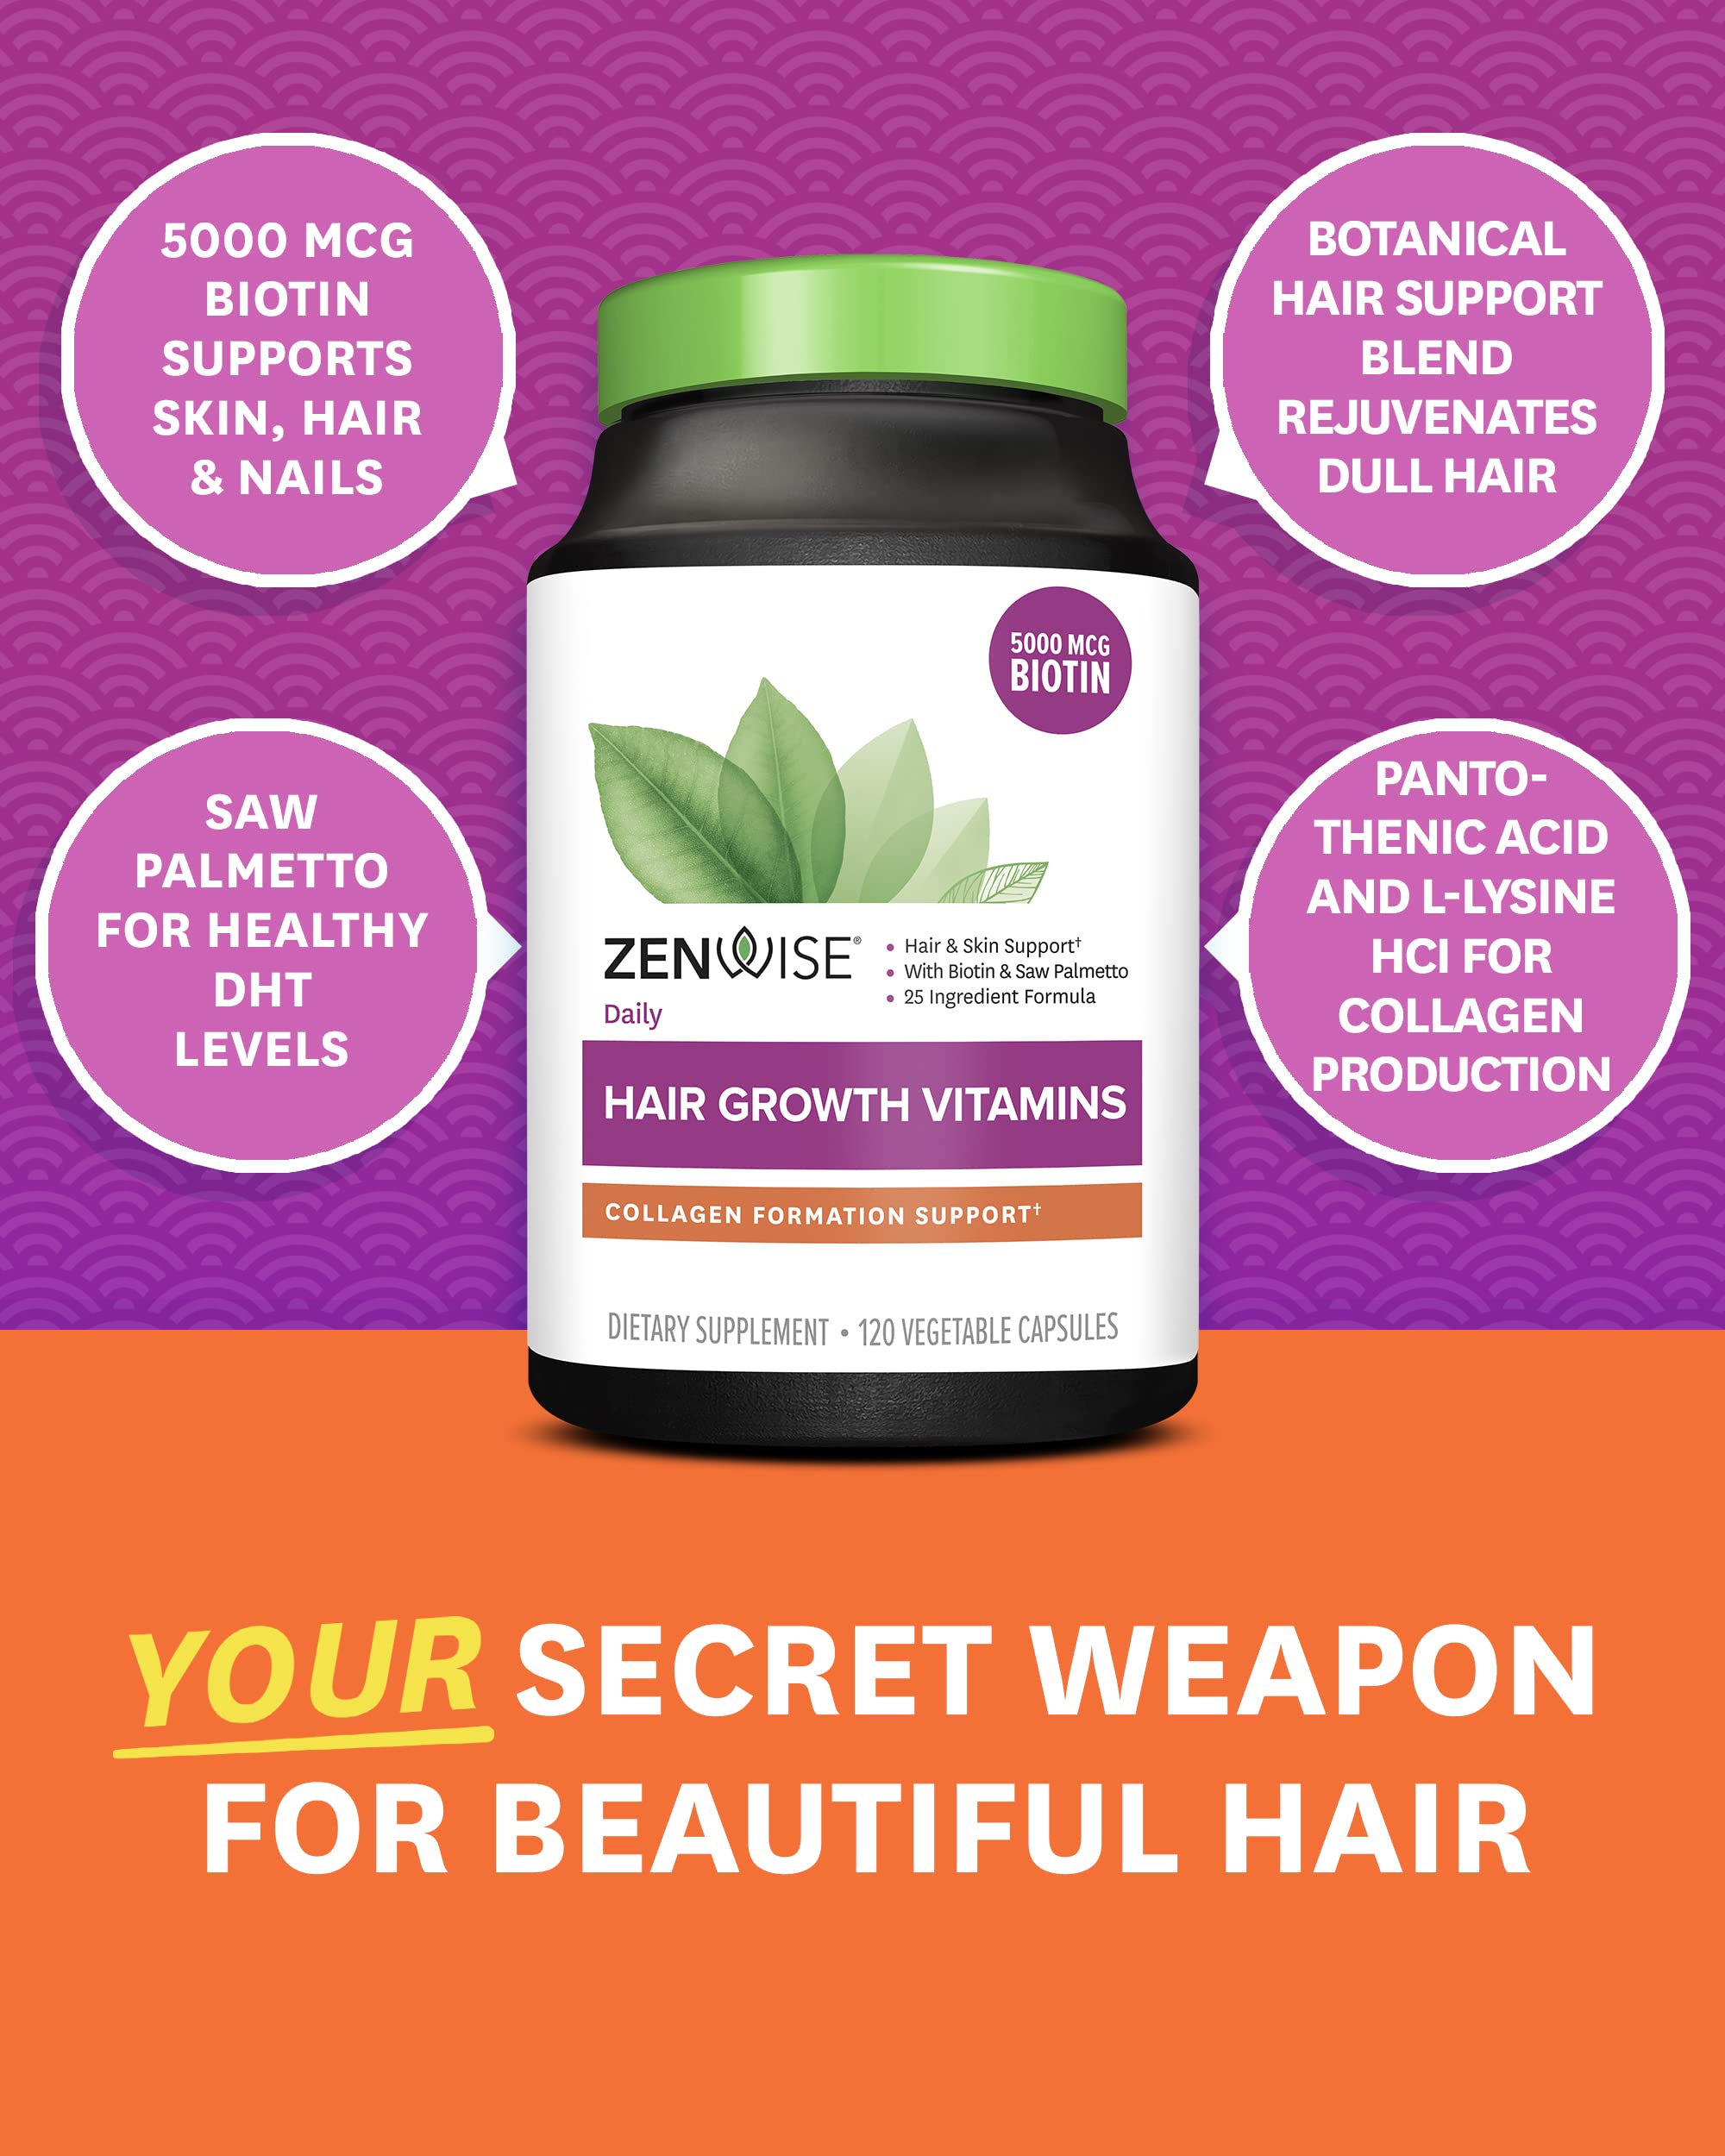 5000 MCG
BIOTIN
SUPPORTS
SKIN, HAIR
& NAILS
BOTANICAL
HAIR SUPPORT
BLEND
REJUVENATES
DULL HAIR
SAW
PALMETTO
FOR HEALTHY
DHT
LEVELS
PANTO-
THENIC ACID
AND L-LYSINE
HCI FOR
COLLAGEN
PRODUCTION
5000 MCG
BIOTIN
ZENWISE®
Daily
• Hair & Skin Support†
• With Biotin & Saw Palmetto
• 25 Ingredient Formula
HAIR GROWTH VITAMINS
COLLAGEN FORMATION SUPPORT†
DIETARY SUPPLEMENT • 120 VEGETABLE CAPSULES
YOUR SECRET WEAPON
FOR BEAUTIFUL HAIR